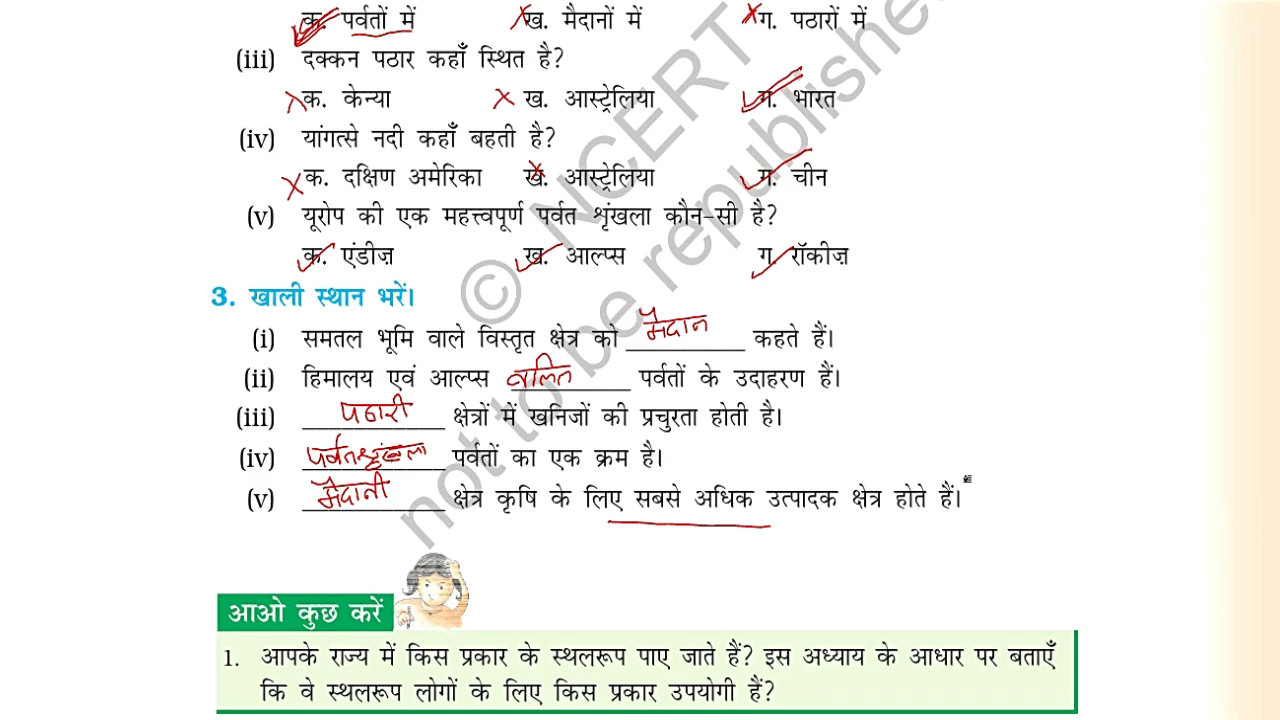 क. पर्वतों में ख. मैदानों में ग. पठारों में
(iii) दक्कन पठार कहाँ स्थित है?
क. केन्या ख. आस्ट्रेलिया ग. भारत
(iv) यांगत्से नदी कहाँ बहती है?
क. दक्षिण अमेरिका ख. आस्ट्रेलिया ग. चीन
(v) यूरोप की एक महत्त्वपूर्ण पर्वत शृंखला कौन-सी है?
क. एंडीज़ ख. आल्प्स ग. रॉकीज़
3. खाली स्थान भरें।
(i) समतल भूमि वाले विस्तृत क्षेत्र को मैदान कहते हैं।
(ii) हिमालय एवं आल्प्स वलित पर्वतों के उदाहरण हैं।
(iii) पठारी क्षेत्रों में खनिजों की प्रचुरता होती है।
(iv) पर्वतश्रृंखला पर्वतों का एक क्रम है।
(v) मैदानी क्षेत्र कृषि के लिए सबसे अधिक उत्पादक क्षेत्र होते हैं।
© NCERT
not to be republished
आओ कुछ करें
1. आपके राज्य में किस प्रकार के स्थलरूप पाए जाते हैं? इस अध्याय के आधार पर बताएँ
कि वे स्थलरूप लोगों के लिए किस प्रकार उपयोगी हैं?